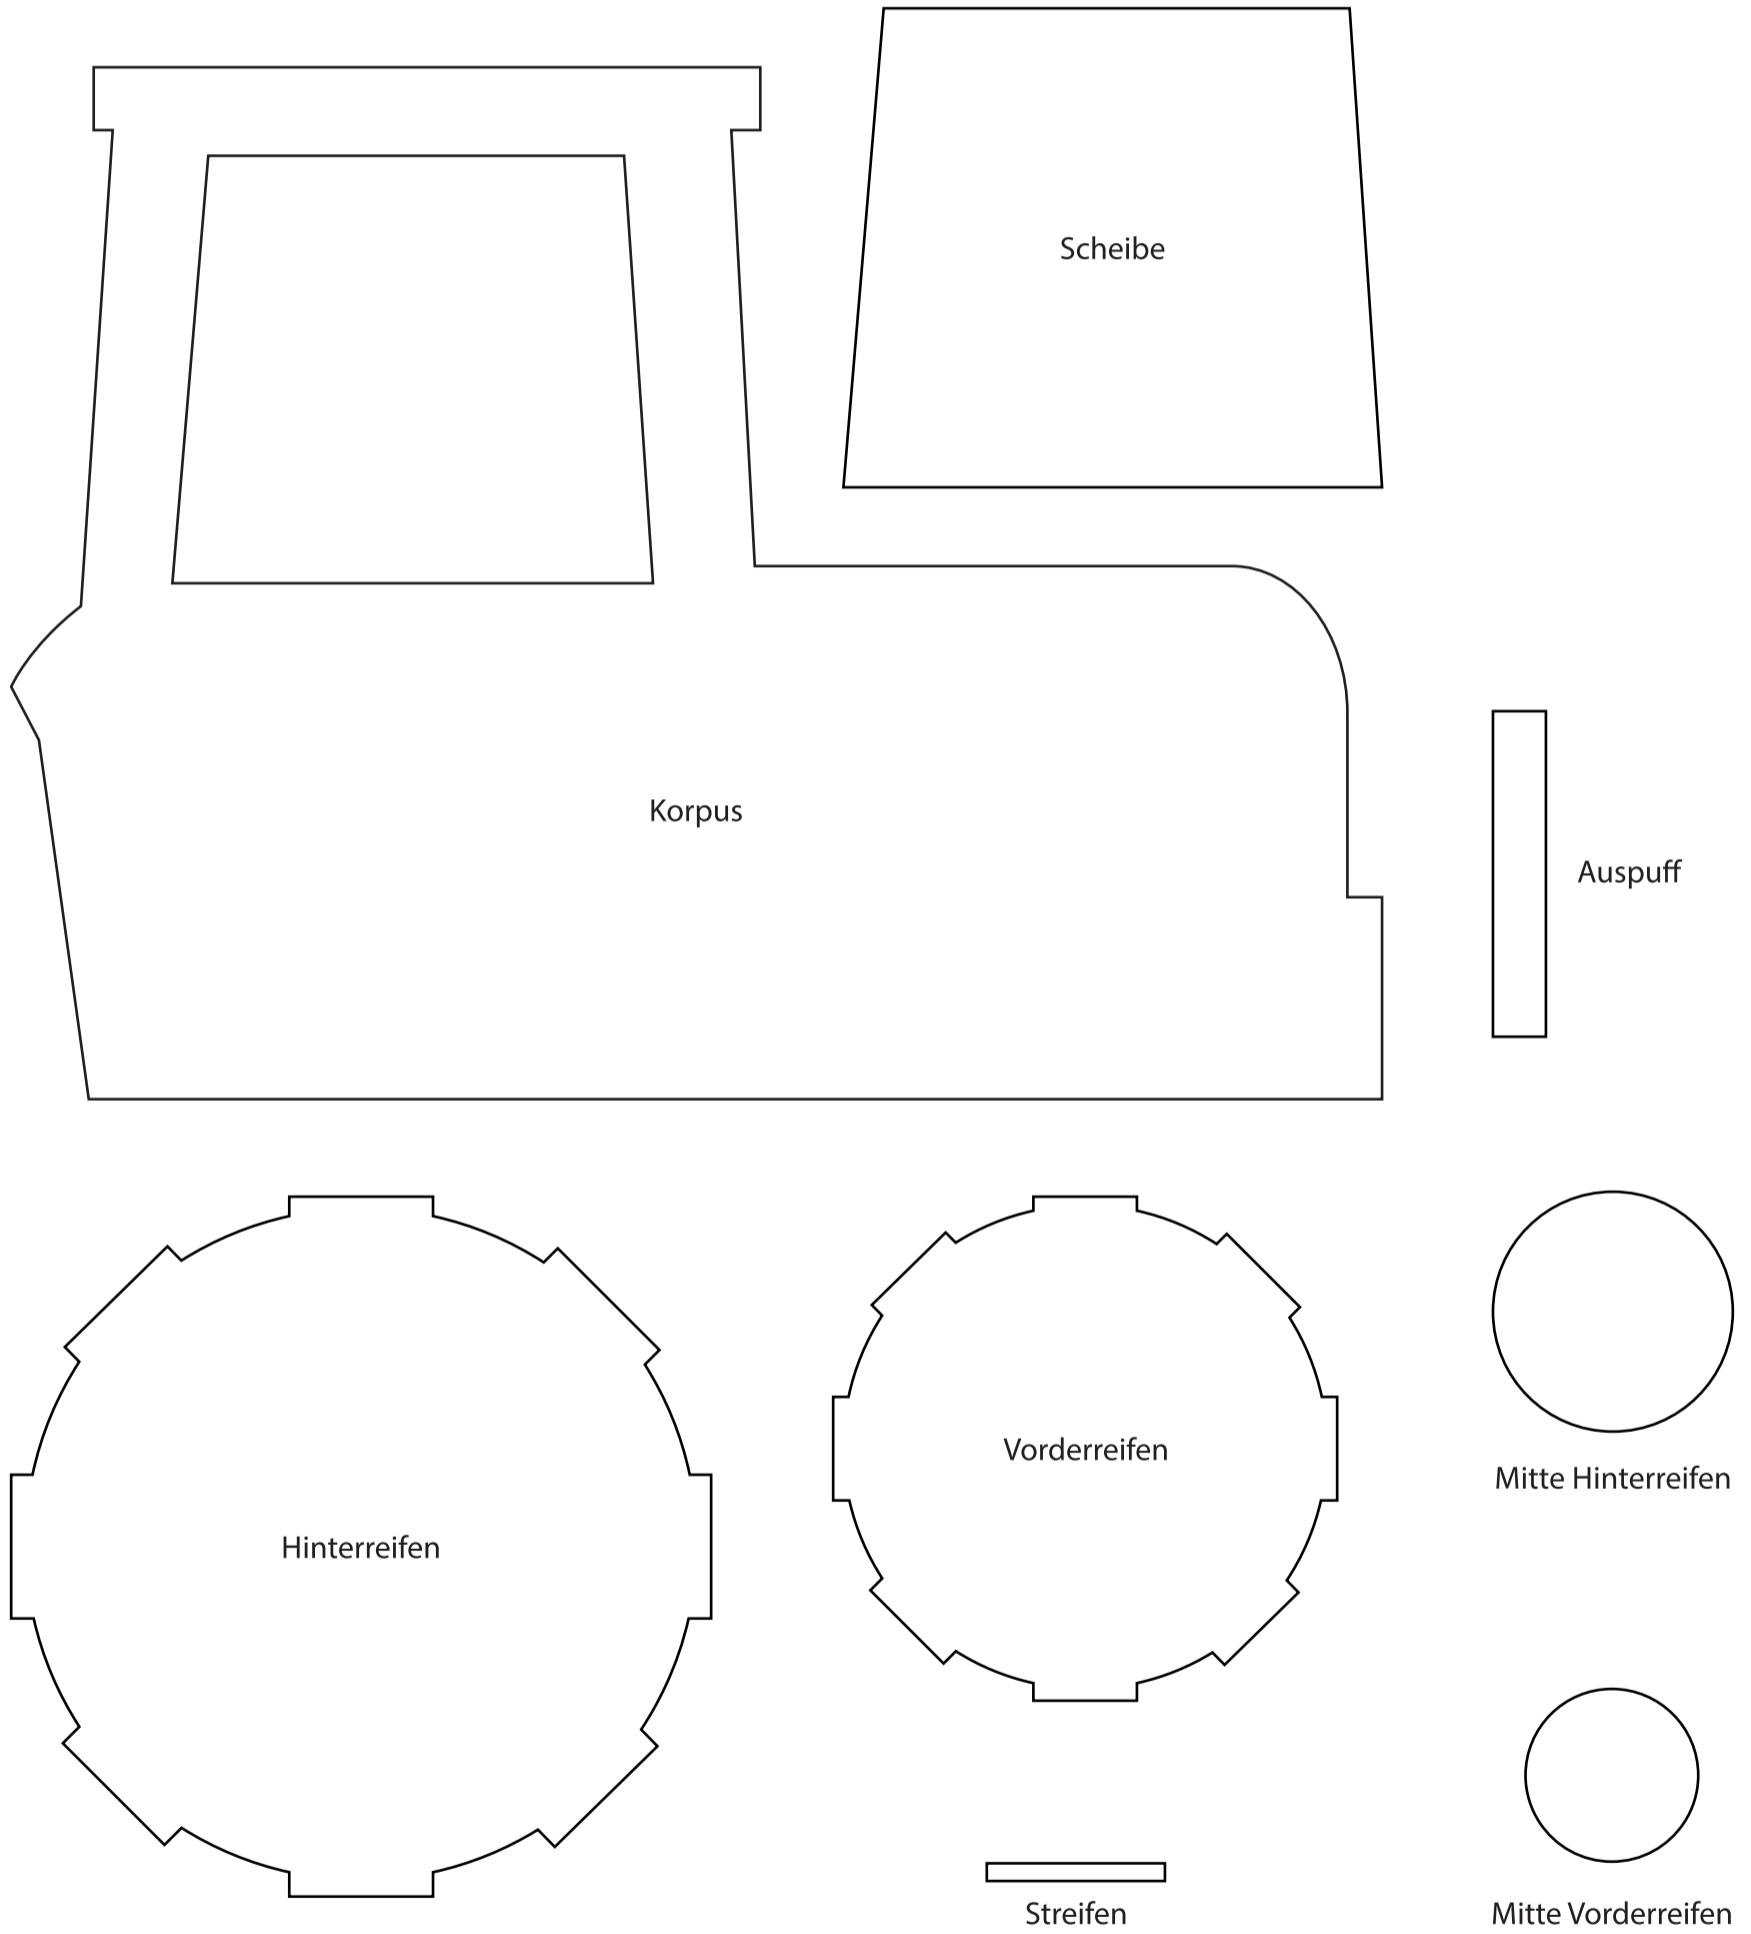 Scheibe
Korpus
Auspuff
Hinterreifen
Vorderreifen
Mitte Hinterreifen
Streifen
Mitte Vorderreifen